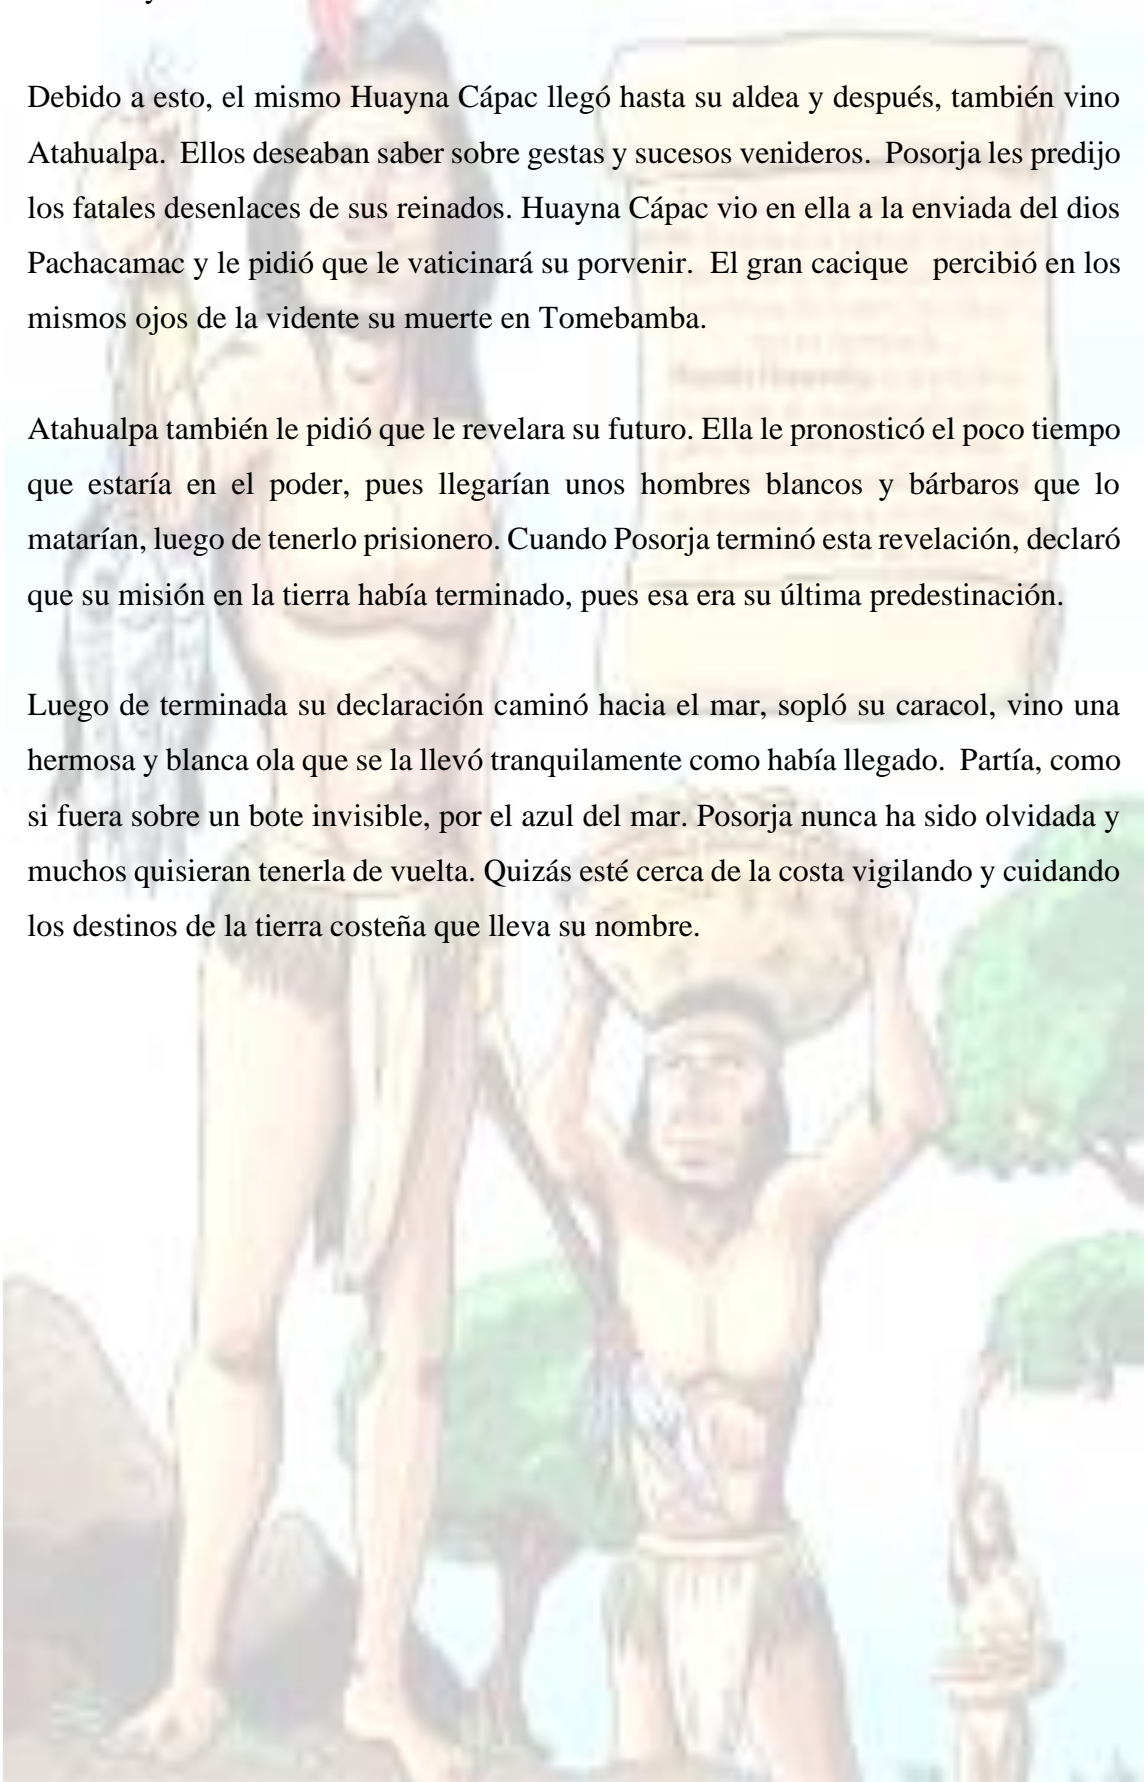 Debido a esto, el mismo Huayna Cápac llegó hasta su aldea y después, también vino
Atahualpa. Ellos deseaban saber sobre gestas y sucesos venideros. Posorja les predijo
los fatales desenlaces de sus reinados. Huayna Cápac vio en ella a la enviada del dios
Pachacamac y le pidió que le vaticinará su porvenir. El gran cacique percibió en los
mismos ojos de la vidente su muerte en Tomebamba.
Atahualpa también le pidió que le revelara su futuro. Ella le pronosticó el poco tiempo
que estaría en el poder, pues llegarían unos hombres blancos y bárbaros que lo
matarían, luego de tenerlo prisionero. Cuando Posorja terminó esta revelación, declaró
que su misión en la tierra había terminado, pues esa era su última predestinación.
Luego de terminada su declaración caminó hacia el mar, sopló su caracol, vino una
hermosa y blanca ola que se la llevó tranquilamente como había llegado. Partía, como
si fuera sobre un bote invisible, por el azul del mar. Posorja nunca ha sido olvidada y
muchos quisieran tenerla de vuelta. Quizás esté cerca de la costa vigilando y cuidando
los destinos de la tierra costeña que lleva su nombre.